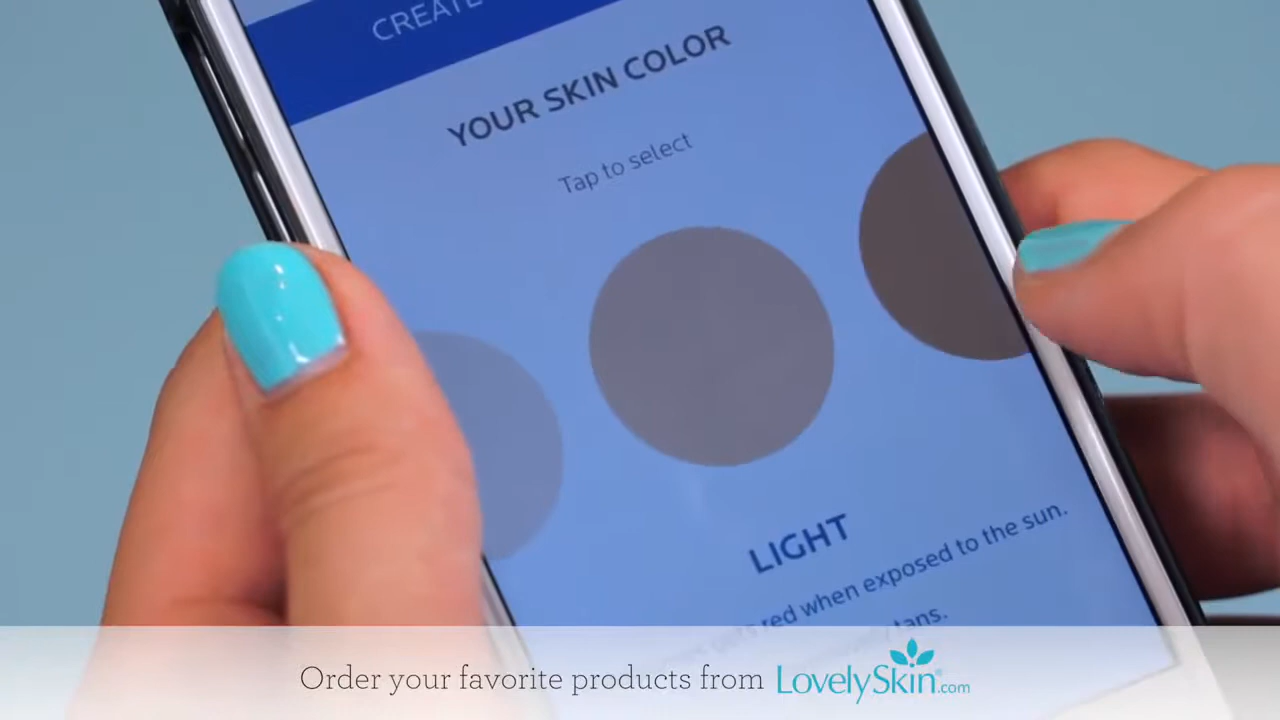 CREATE
YOUR SKIN COLOR
Tap to select
LIGHT
red when exposed to the sun.
tans.
Order your favorite products from LovelySkin.com